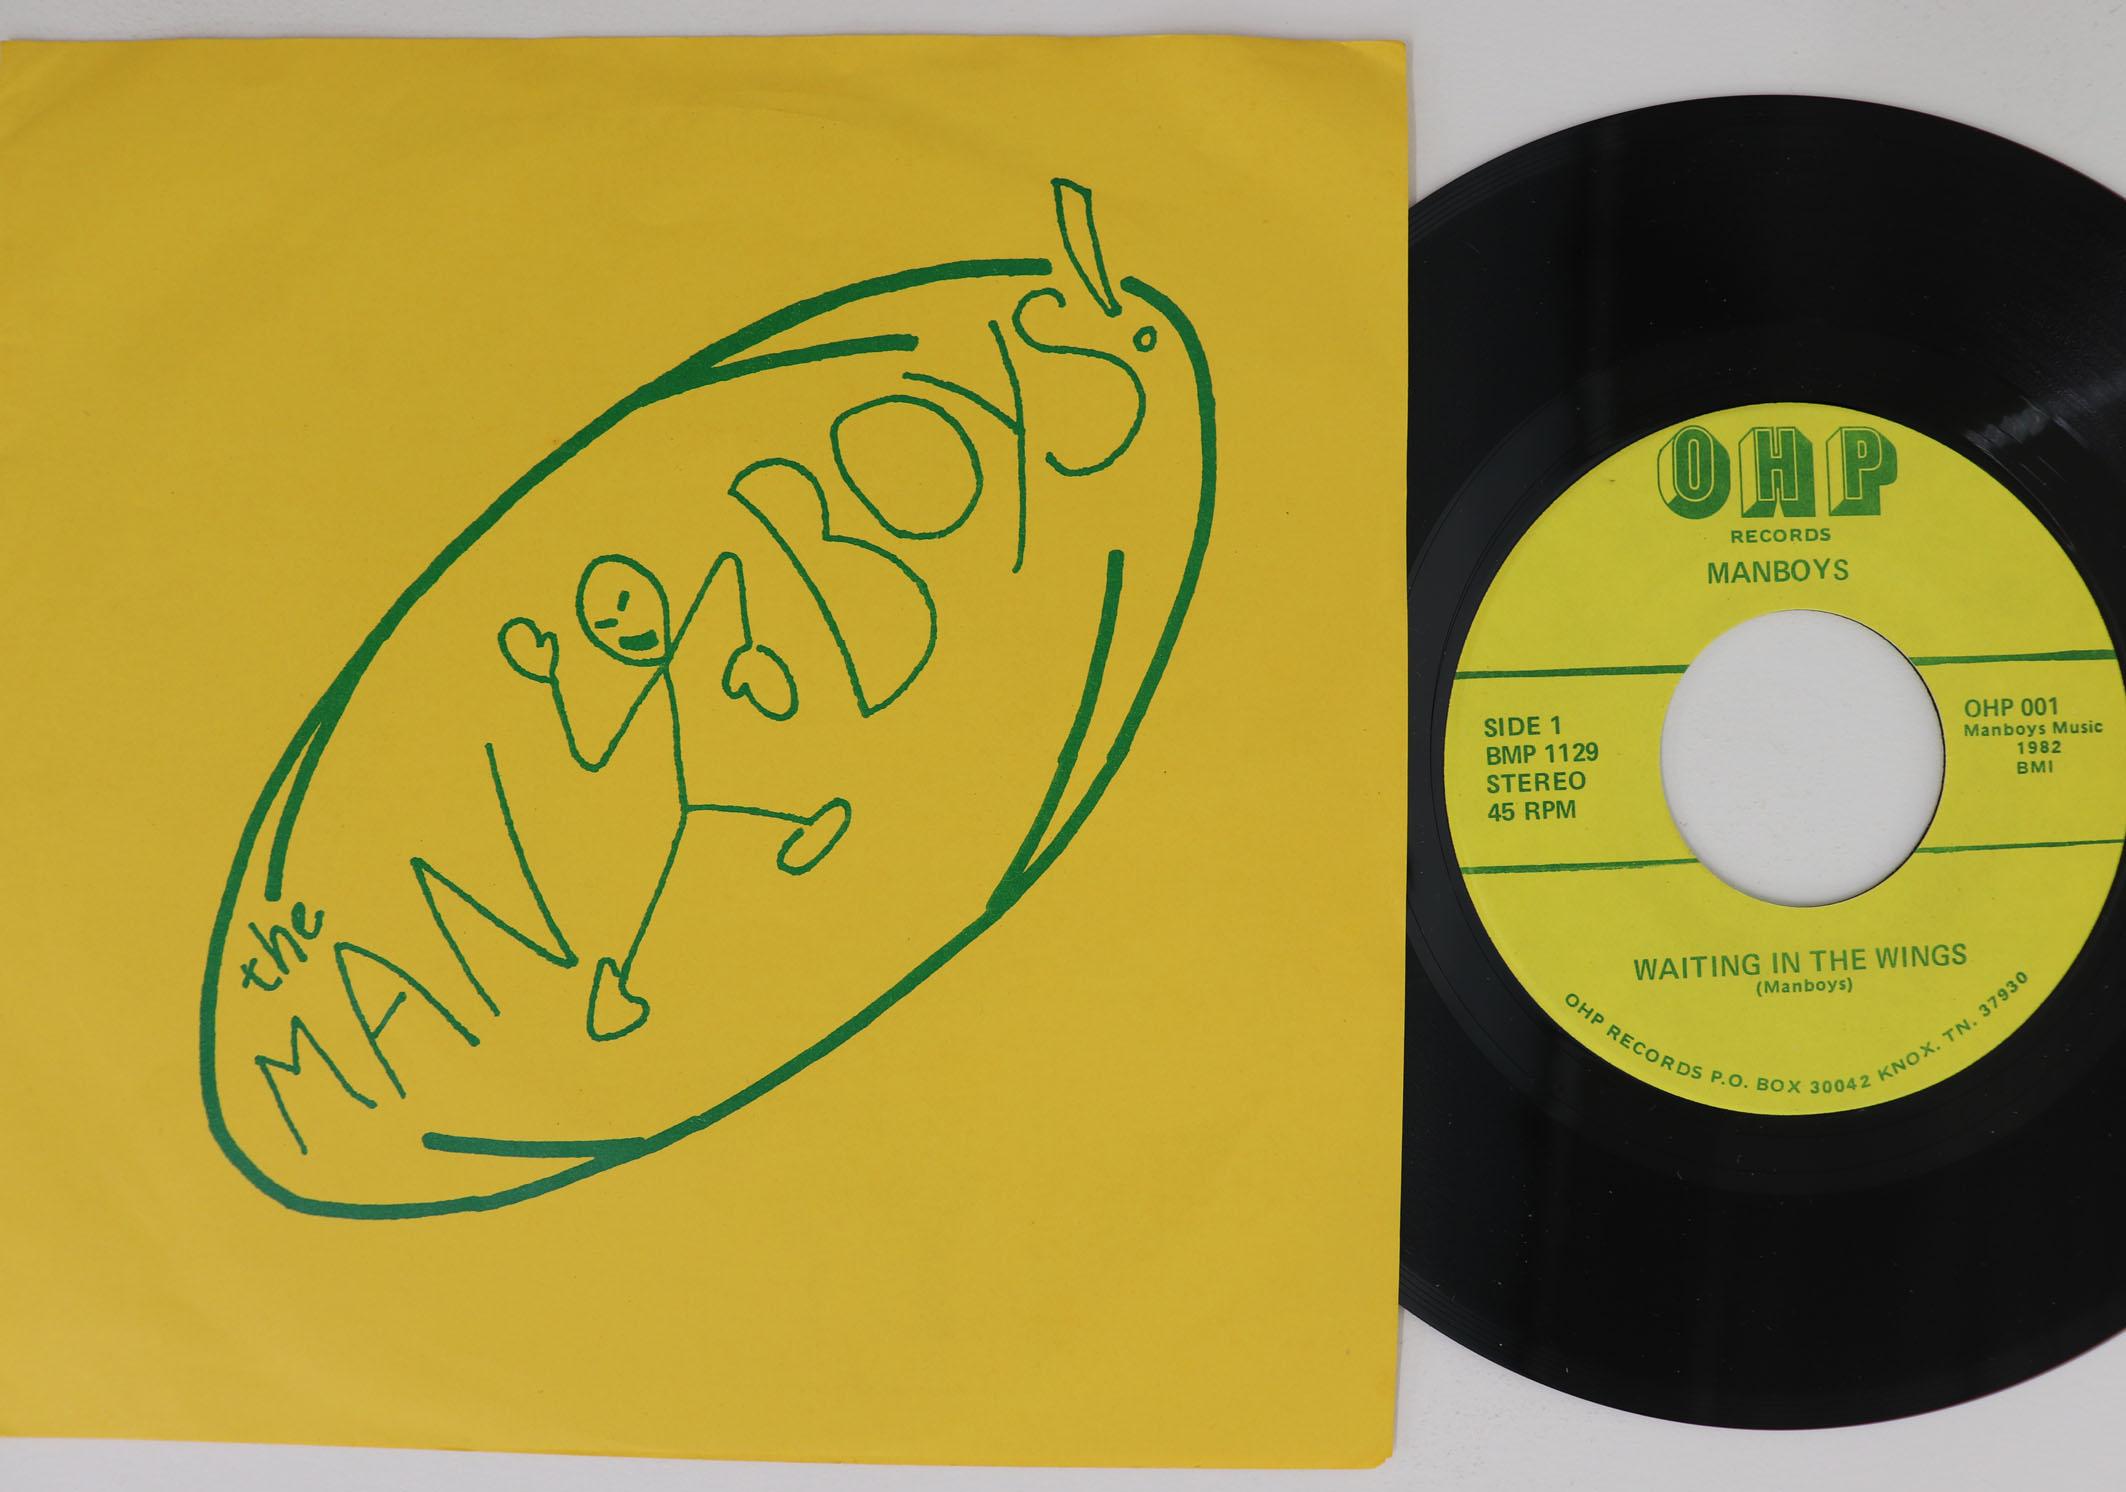 the
MAN BOYS!
OHP
RECORDS
MANBOYS
SIDE 1
BMP 1129
STEREO
45 RPM
OHP 001
Manboys Music
1982
BMI
WAITING IN THE WINGS
(Manboys)
OHP RECORDS P.O. BOX 30042 KNOX. TN. 37930